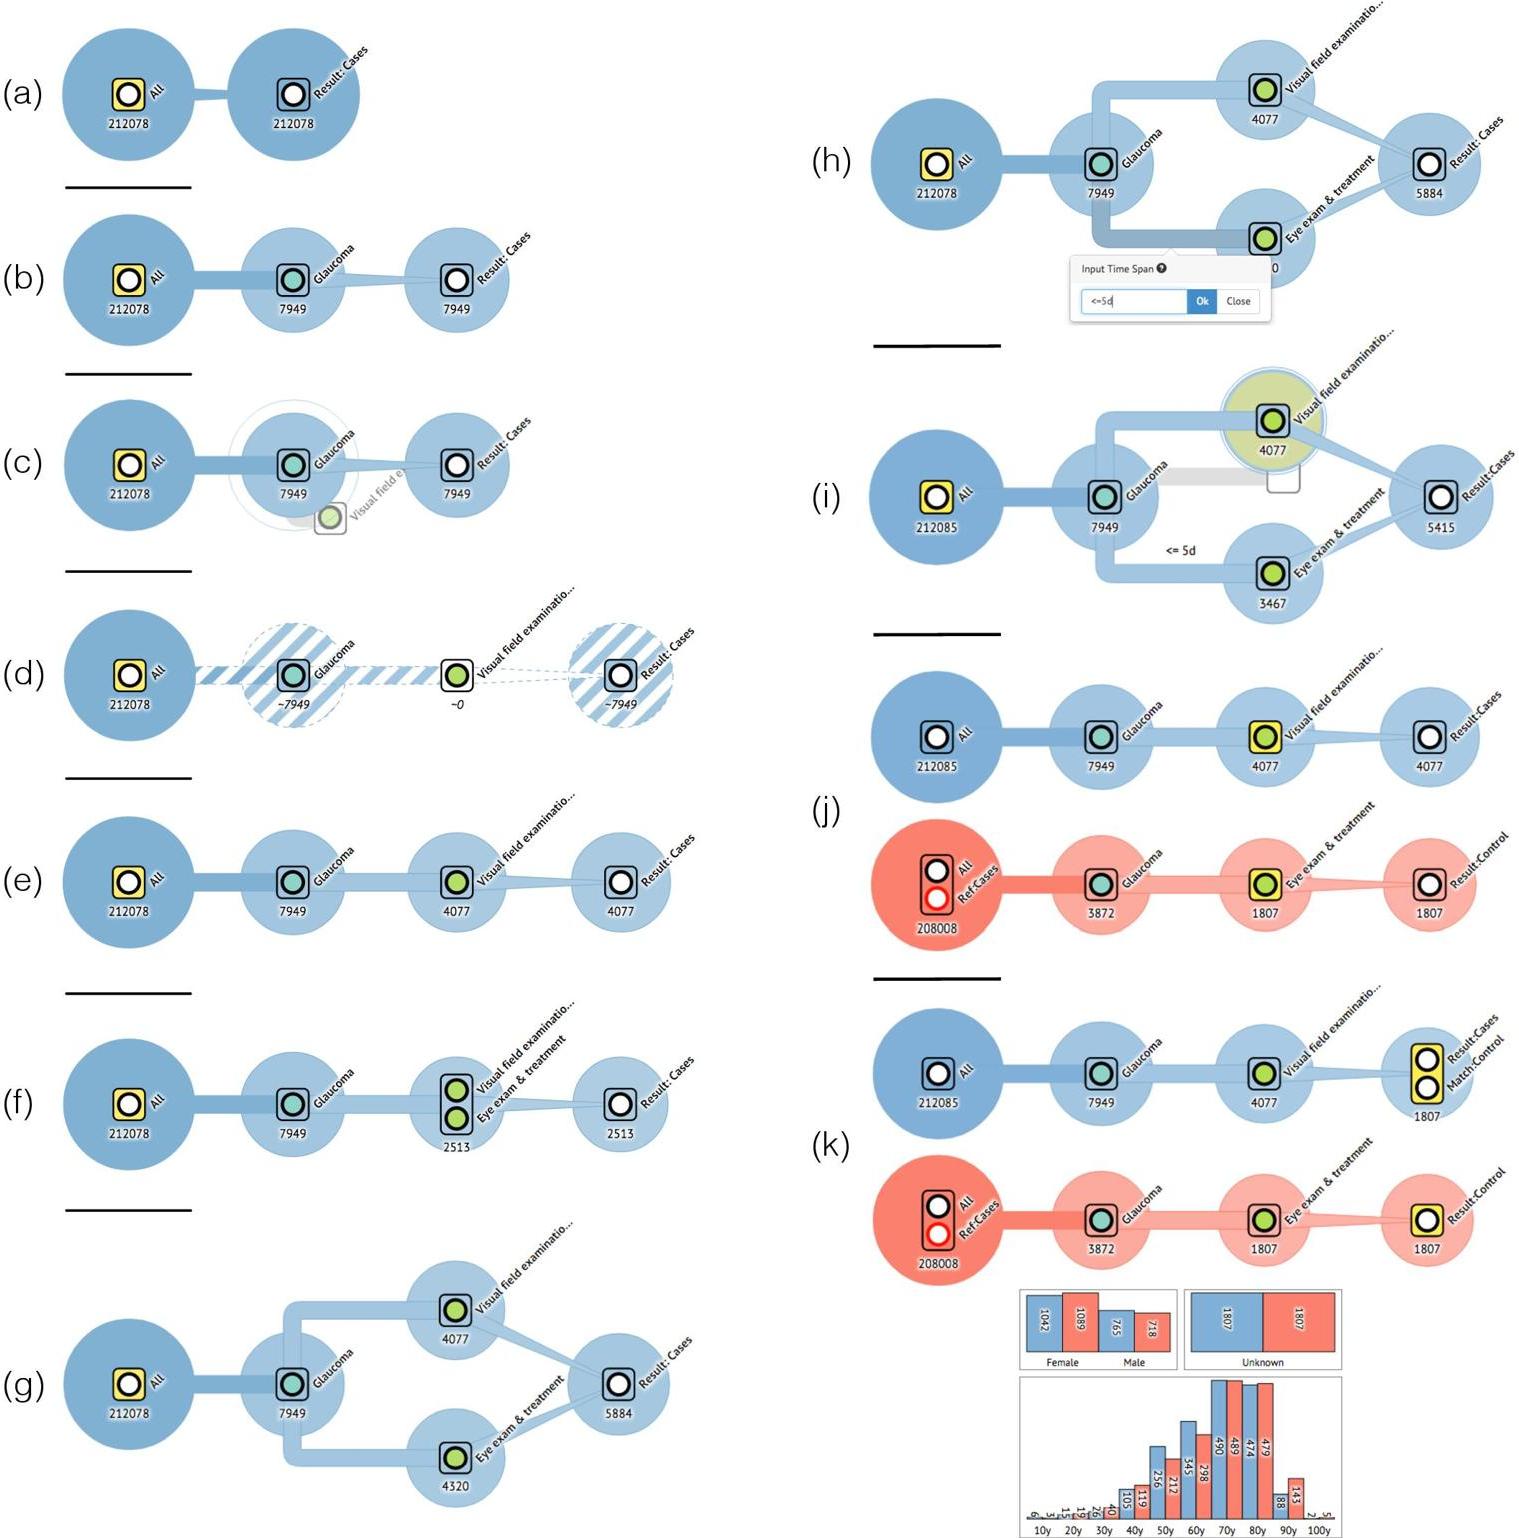 (a)
All
212078
Result: Cases
212078
(b)
All
212078
Glaucoma
7949
Result: Cases
7949
(c)
All
212078
Glaucoma
7949
Visual field e
Result: Cases
7949
(d)
All
212078
Glaucoma
~7949
Visual field examinatio...
~0
Result: Cases
~7949
(e)
All
212078
Glaucoma
7949
Visual field examinatio...
4077
Result: Cases
4077
(f)
All
212078
Glaucoma
7949
Visual field examinatio...
Eye exam & treatment
2513
Result: Cases
2513
(g)
All
212078
Glaucoma
7949
Visual field examinatio...
4077
Eye exam & treatment
4320
Result: Cases
5884
(h)
All
212078
Glaucoma
7949
Visual field examinatio...
4077
Eye exam & treatment
0
Result: Cases
5884
Input Time Span ?
<=5d
Ok
Close
(i)
All
212085
Glaucoma
7949
Visual field examinatio...
4077
<= 5d
Eye exam & treatment
3467
Result:Cases
5415
(j)
All
212085
Glaucoma
7949
Visual field examinatio...
4077
Result:Cases
4077
All
Ref:Cases
208008
Glaucoma
3872
Eye exam & treatment
1807
Result:Control
1807
(k)
All
212085
Glaucoma
7949
Visual field examinatio...
4077
Result:Cases
Match:Control
1807
All
Ref:Cases
208008
Glaucoma
3872
Eye exam & treatment
1807
Result:Control
1807
1042
1089
765
718
Female
Male
1807
1807
Unknown
6
3
15
19
26
40
105
119
256
212
345
298
490
489
474
479
88
143
2
5
10y
20y
30y
40y
50y
60y
70y
80y
90y
100y